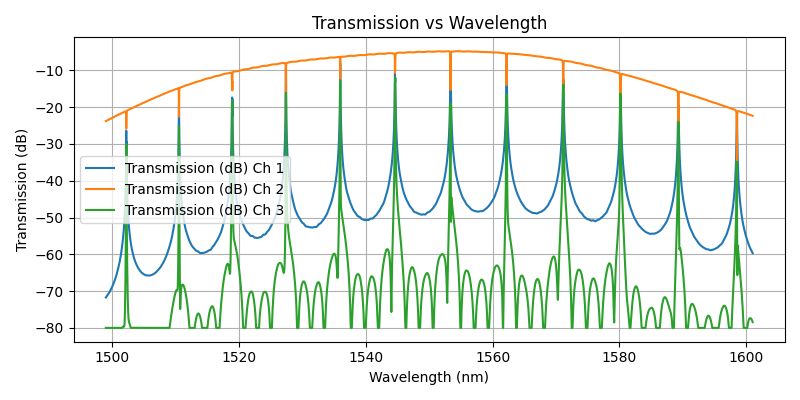 Transmission vs Wavelength
Transmission (dB)
−10
−20
−30
−40
−50
−60
−70
−80
Transmission (dB) Ch 1
Transmission (dB) Ch 2
Transmission (dB) Ch 3
1500
1520
1540
1560
1580
1600
Wavelength (nm)